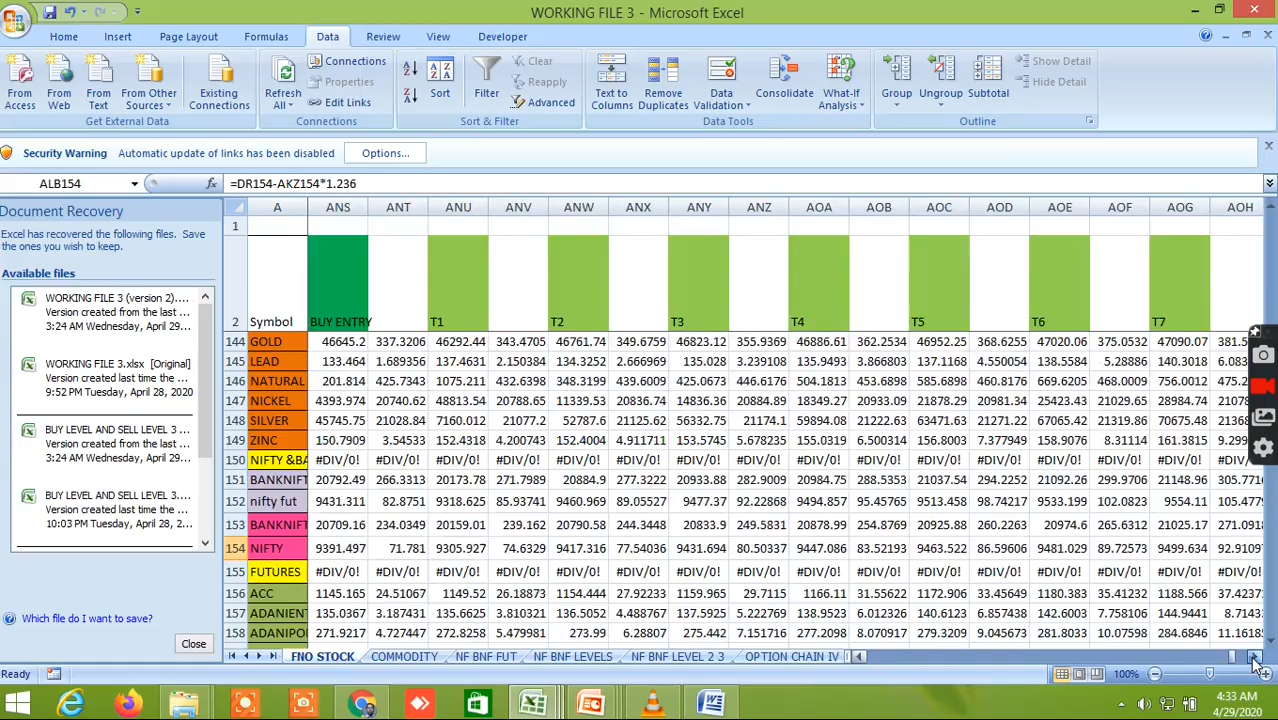 WORKING FILE 3 - Microsoft Excel
Home Insert Page Layout Formulas Data Review View Developer
From Access From Web From Text From Other Sources Existing Connections Refresh All Connections Properties Edit Links Sort Filter Clear Reapply Advanced Text to Columns Remove Duplicates Data Validation Consolidate What-If Analysis Group Ungroup Subtotal Show Detail Hide Detail
Get External Data Connections Sort & Filter Data Tools Outline
Security Warning Automatic update of links has been disabled Options...
ALB154 fx =DR154-AKZ154*1.236
Document Recovery
Excel has recovered the following files. Save
the ones you wish to keep.
Available files
WORKING FILE 3 (version 2)....
Version created from the last ...
3:24 AM Wednesday, April 29...
WORKING FILE 3.xlsx [Original]
Version created last time the ...
9:52 PM Tuesday, April 28, 2020
BUY LEVEL AND SELL LEVEL 3 ...
Version created from the last ...
3:24 AM Wednesday, April 29...
BUY LEVEL AND SELL LEVEL 3....
Version created last time the ...
10:03 PM Tuesday, April 28, 2...
Which file do I want to save?
Close
A ANS ANT ANU ANV ANW ANX ANY ANZ AOA AOB AOC AOD AOE AOF AOG AOH
1
2 Symbol BUY ENTRY T1 T2 T3 T4 T5 T6 T7
144 GOLD 46645.2 337.3206 46292.44 343.4705 46761.74 349.6759 46823.12 355.9369 46886.61 362.2534 46952.25 368.6255 47020.06 375.0532 47090.07 381.5
145 LEAD 133.464 1.689356 137.4631 2.150384 134.3252 2.666969 135.028 3.239108 135.8993 3.866803 137.1181 4.550054 138.5584 5.28886 140.3018 6.083
146 NATURAL 201.814 425.7343 1075.211 432.6398 348.3199 439.6009 425.0673 446.6176 504.1813 453.6898 585.6898 460.8176 669.6205 468.0009 756.0012 475.2
147 NICKEL 4393.974 20740.62 48813.54 20788.65 11339.53 20836.74 14836.36 20884.89 18349.27 20933.09 21878.29 20981.34 25423.43 21029.65 28984.74 21078
148 SILVER 45745.75 21028.84 7160.012 21077.2 52787.6 21125.62 56332.75 21174.1 59894.08 21222.63 63471.63 21271.22 67065.42 21319.86 70675.48 21368
149 ZINC 150.7909 3.54533 152.4318 4.200743 152.4004 4.911711 153.5745 5.678235 155.0319 6.500314 156.8003 7.377949 158.9076 8.31114 161.3815 9.299
150 NIFTY &BA #DIV/0! #DIV/0! #DIV/0! #DIV/0! #DIV/0! #DIV/0! #DIV/0! #DIV/0! #DIV/0! #DIV/0! #DIV/0! #DIV/0! #DIV/0! #DIV/0! #DIV/0! #DIV/0!
151 BANKNIFT 20792.49 266.3313 20173.78 271.7989 20884.9 277.3222 20933.88 282.9009 20984.75 288.5353 21037.54 294.2251 21092.26 299.9706 21148.96 305.771
152 nifty fut 9431.311 82.8751 9318.625 85.93741 9460.969 89.05527 9477.37 92.22868 9494.857 95.45765 9513.458 98.74217 9533.199 102.0823 9554.11 105.4779
153 BANKNIFT 20709.16 234.0349 20159.01 239.162 20790.58 244.3448 20833.9 249.5831 20878.99 254.8769 20925.88 260.2263 20974.6 265.6312 21025.17 271.0918
154 NIFTY 9391.497 71.781 9305.927 74.6329 9417.316 77.54036 9431.694 80.50337 9447.086 83.52193 9463.522 86.59606 9481.029 89.72573 9499.634 92.91097
155 FUTURES #DIV/0! #DIV/0! #DIV/0! #DIV/0! #DIV/0! #DIV/0! #DIV/0! #DIV/0! #DIV/0! #DIV/0! #DIV/0! #DIV/0! #DIV/0! #DIV/0! #DIV/0! #DIV/0!
156 ACC 1145.165 24.51067 1149.52 26.18873 1154.444 27.92233 1159.965 29.7115 1166.11 31.55622 1172.906 33.45649 1180.383 35.41232 1188.566 37.4237
157 ADANIENT 135.0367 3.187431 135.6625 3.810321 136.5052 4.488767 137.5925 5.222769 138.9523 6.012326 140.6123 6.857438 142.6003 7.758106 144.9441 8.71433
158 ADANIPO 271.9217 4.727447 272.8258 5.479981 273.99 6.28807 275.442 7.151716 277.2098 8.070917 279.3209 9.045673 281.8033 10.07598 284.6846 11.16185
FNO STOCK COMMODITY NF BNF FUT NF BNF LEVELS NF BNF LEVEL 2 3 OPTION CHAIN IV
Ready 100%
4:33 AM
4/29/2020